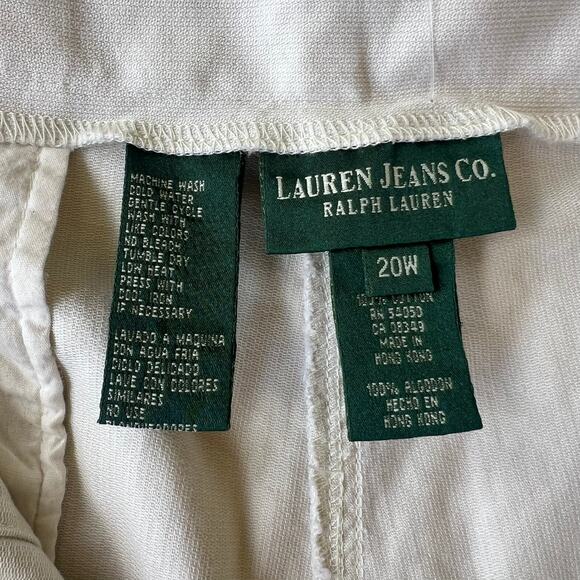 MACHINE WASH
COLD WATER
GENTLE CYCLE
WASH WITH
LIKE COLORS
NO BLEACH
TUMBLE DRY
LOW HEAT
PRESS WITH
COOL IRON
IF NECESSARY
LAVADO A MAQUINA
CON AGUA FRIA
CICLO DELICADO
LAVE CON COLORES
SIMILARES
NO USE
BLANQUEADORES
LAUREN JEANS CO.
RALPH LAUREN
20W
100% COTTON
RN 54050
CA 08349
MADE IN
HONG KONG
100% ALGODON
HECHO EN
HONG KONG